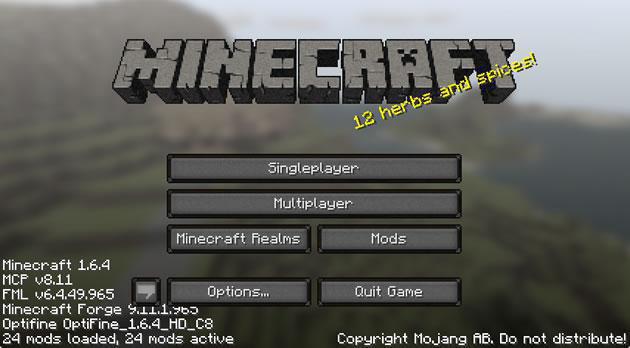 MINECRAFT
12 herbs and spices!
Singleplayer
Multiplayer
Minecraft Realms
Mods
Options...
Quit Game
Minecraft 1.6.4
MCP v8.11
FML v6.4.49.965
Minecraft Forge 9.11.1.965
Optifine OptiFine_1.6.4_HD_C8
24 mods loaded, 24 mods active
Copyright Mojang AB. Do not distribute!